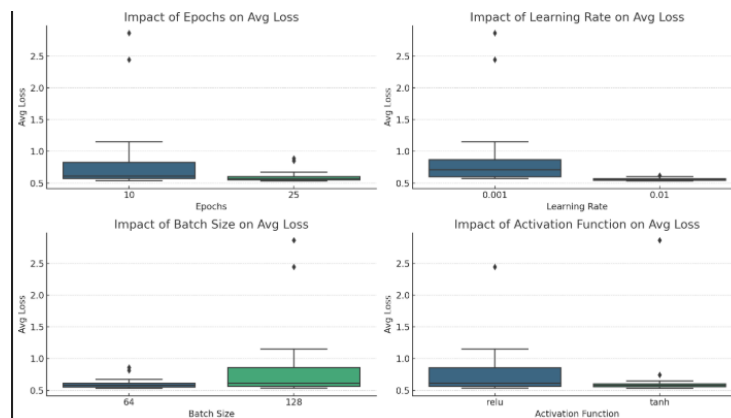 Impact of Epochs on Avg Loss
Avg Loss
2.5
2.0
1.5
1.0
0.5
10
25
Epochs
Impact of Learning Rate on Avg Loss
Avg Loss
2.5
2.0
1.5
1.0
0.5
0.001
0.01
Learning Rate
Impact of Batch Size on Avg Loss
Avg Loss
2.5
2.0
1.5
1.0
0.5
64
128
Batch Size
Impact of Activation Function on Avg Loss
Avg Loss
2.5
2.0
1.5
1.0
0.5
relu
tanh
Activation Function